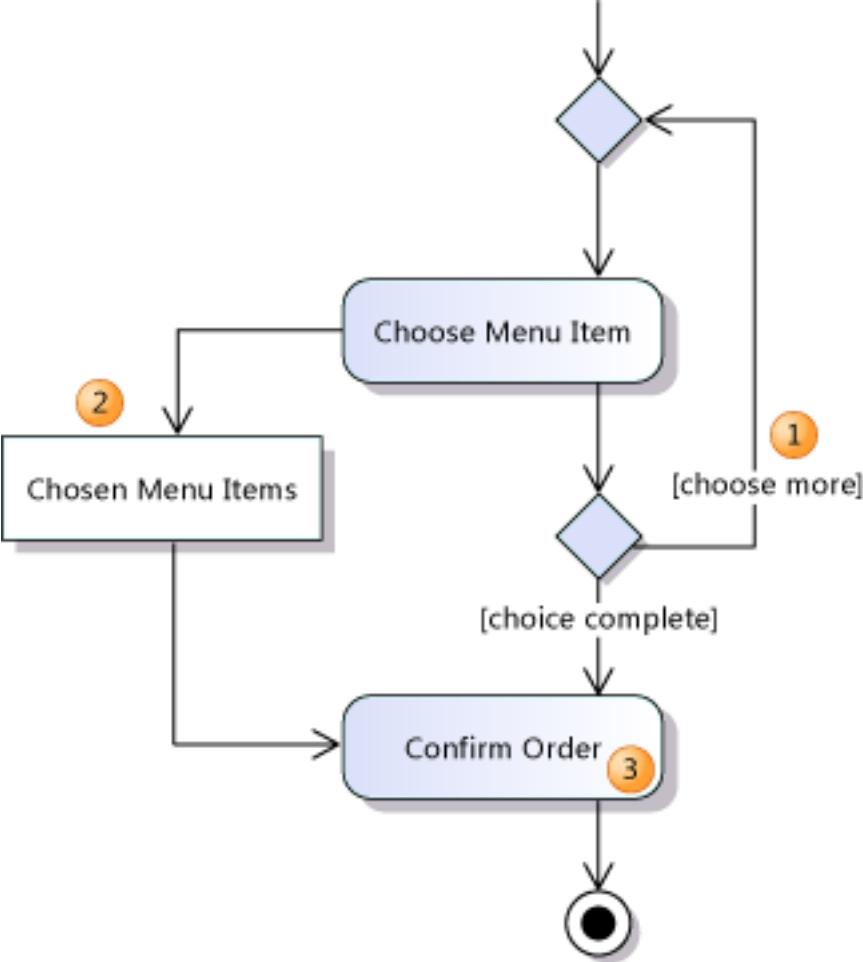 Choose Menu Item
2
1
Chosen Menu Items
[choose more]
[choice complete]
Confirm Order
3